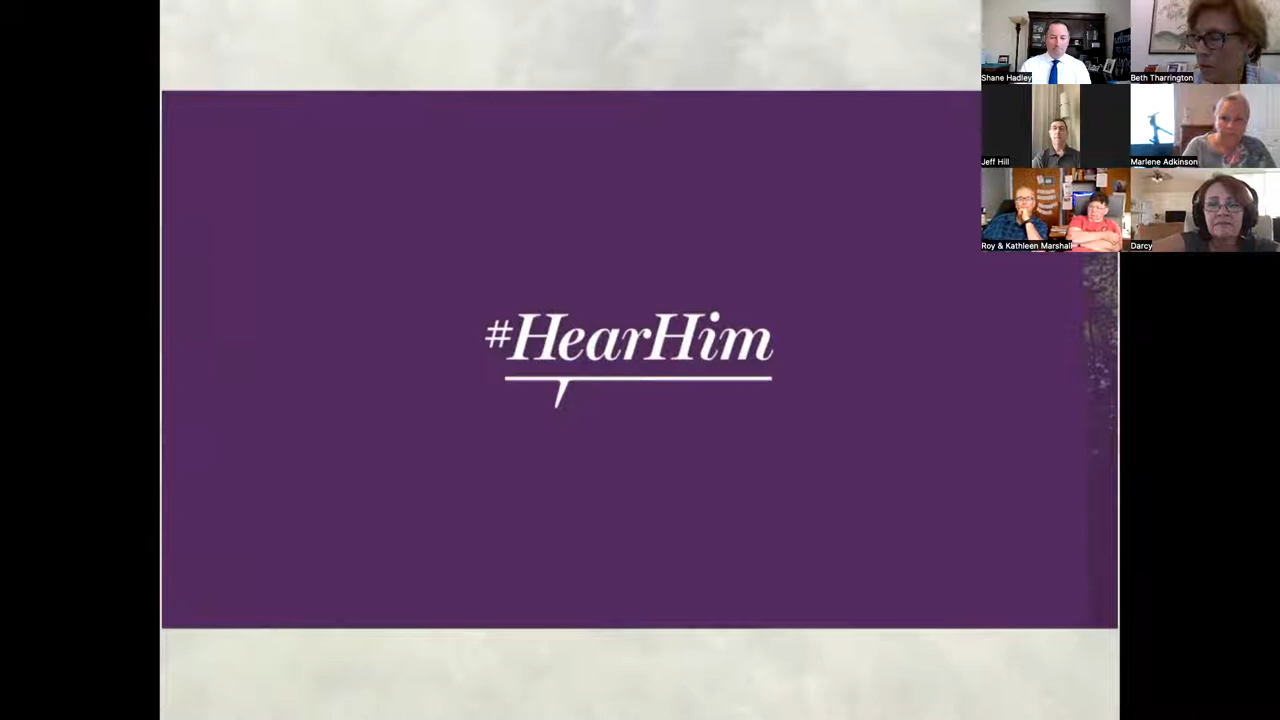 #HearHim
Shane Hadley
Beth Tharrington
Jeff Hill
Marlene Adkinson
Roy & Kathleen Marshall
Darcy